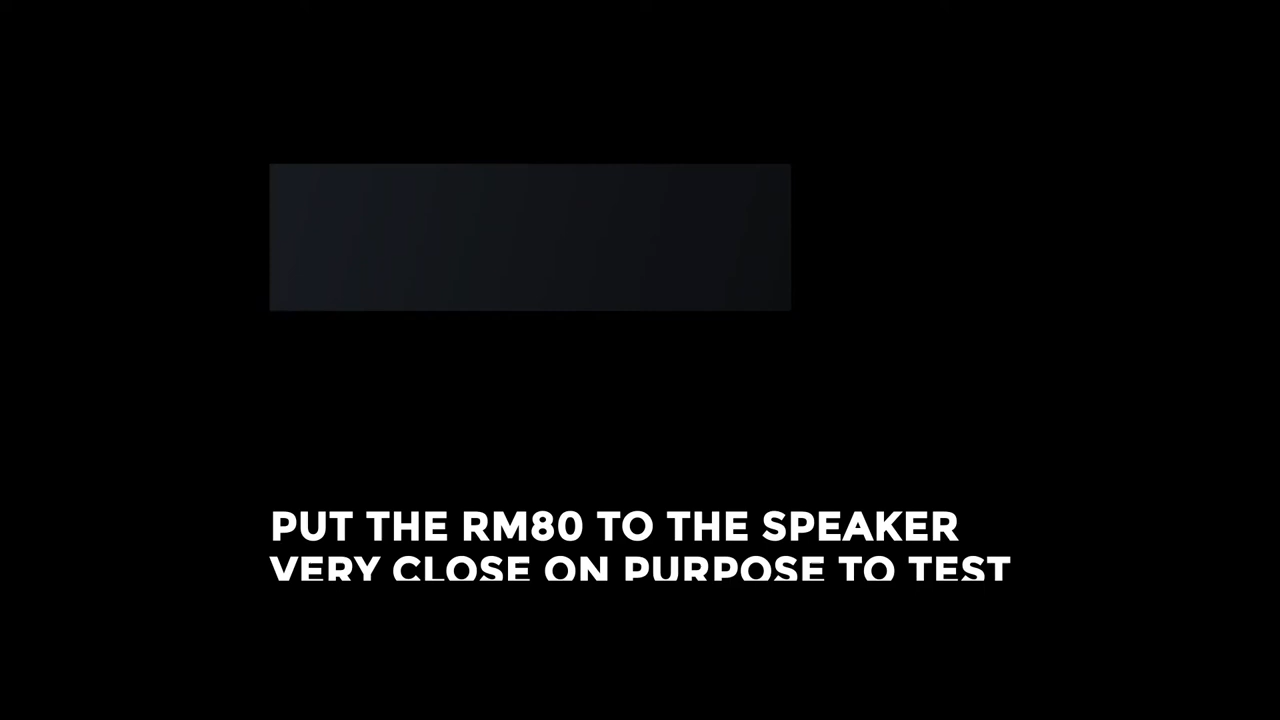 PUT THE RM80 TO THE SPEAKER
VERY CLOSE ON PURPOSE TO TEST